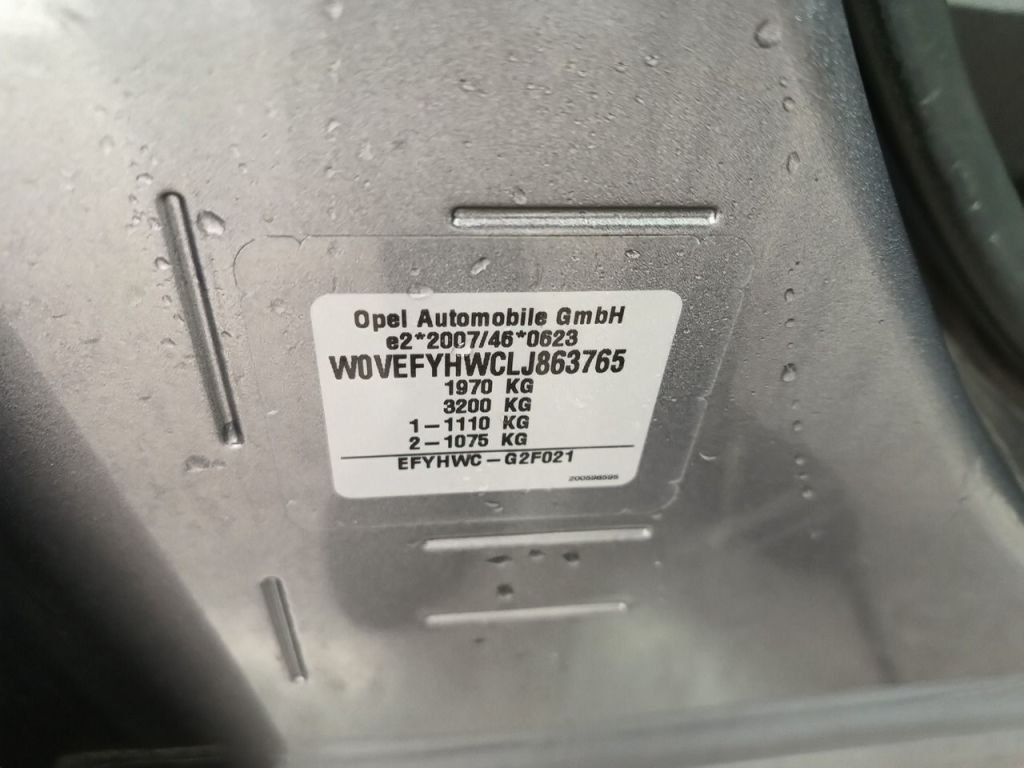 Opel Automobile GmbH
e2*2007/46*0623
W0VEFYHWCLJ863765
1970 KG
3200 KG
1-1110 KG
2-1075 KG
EFYHWC-G2F021
200598595